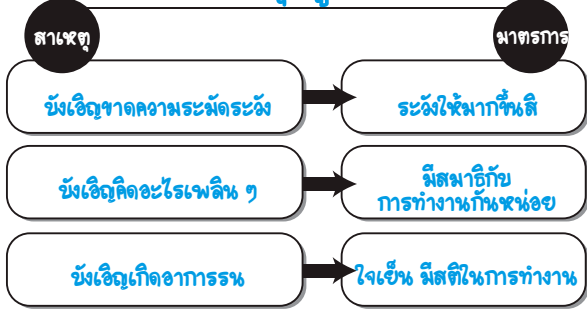 สาเหตุ
มาตรการ
บังเอิญขาดความระมัดระวัง
ระวังให้มากขึ้นสิ
บังเอิญคิดอะไรเพลิน ๆ
มีสมาธิกับ
การทำงานกันหน่อย
บังเอิญเกิดอาการรน
ใจเย็น มีสติในการทำงาน